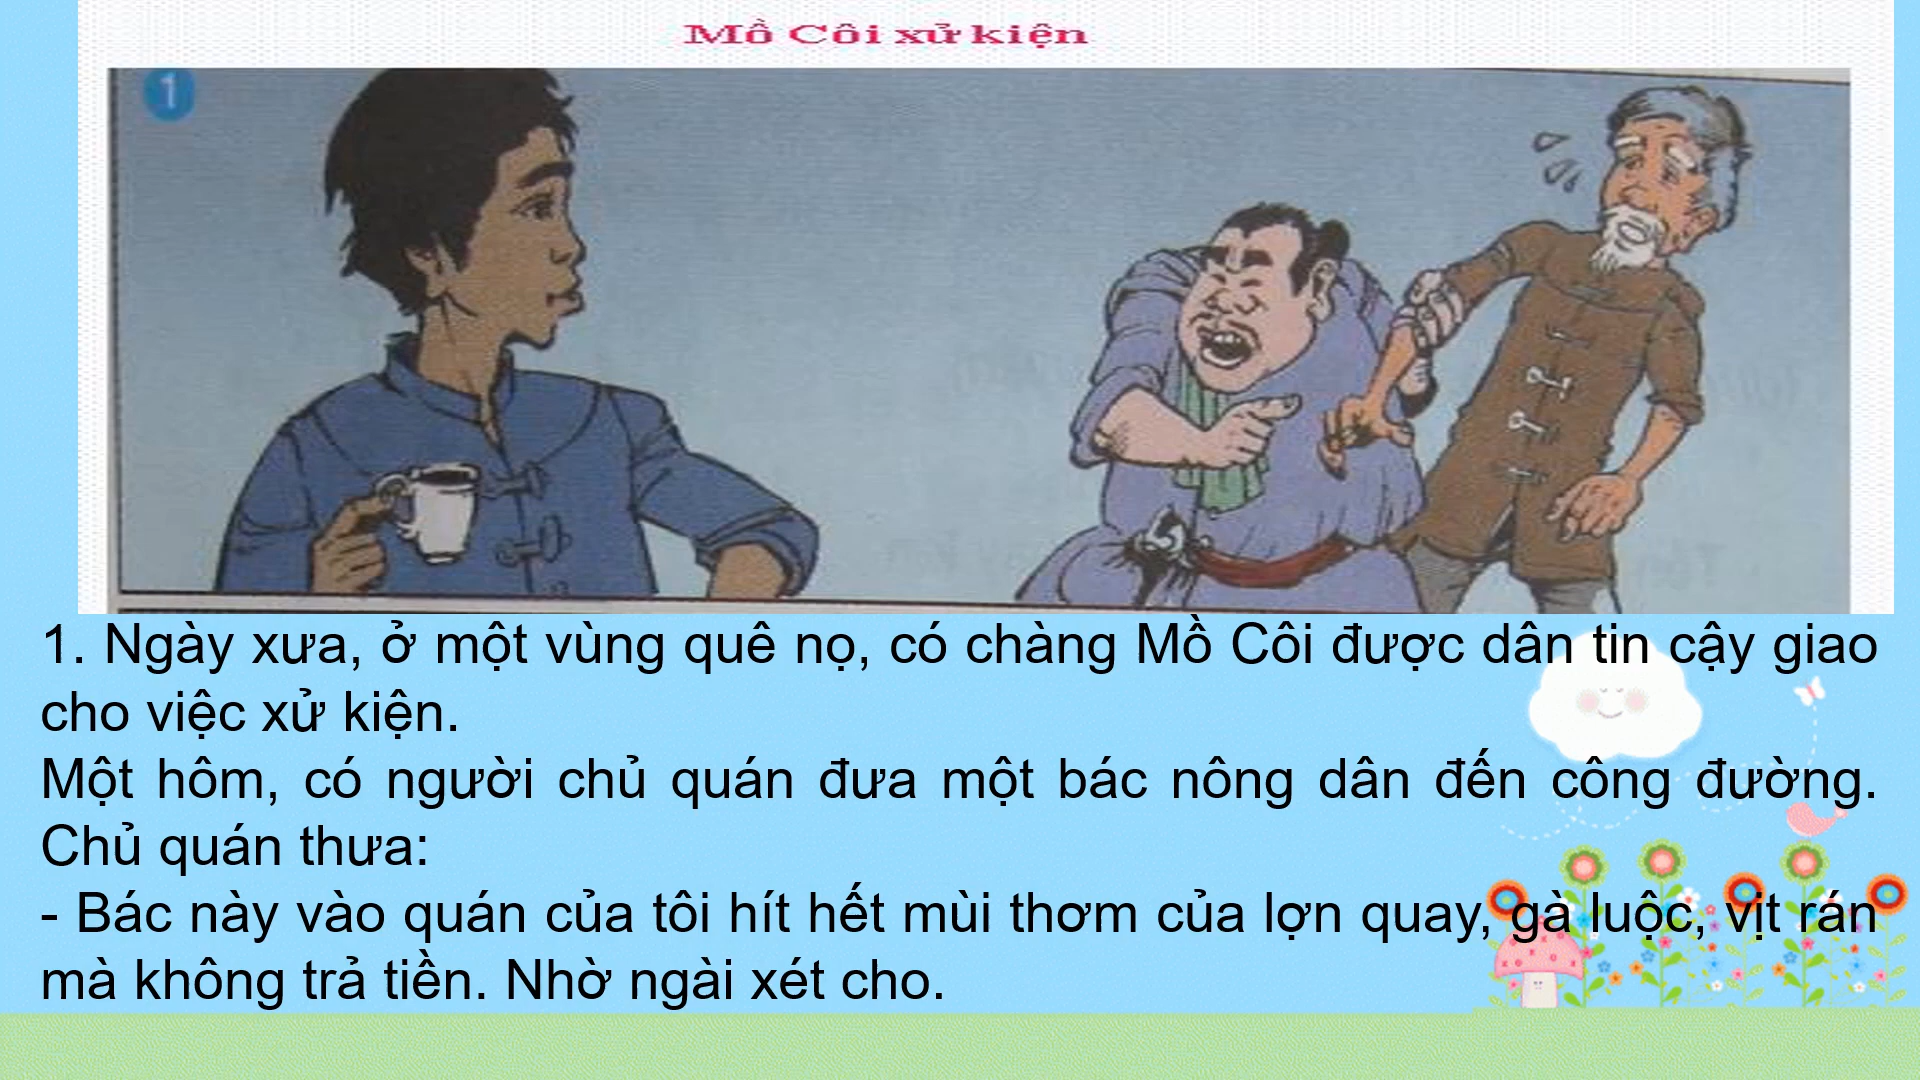 Mồ Côi xử kiện
1
1. Ngày xưa, ở một vùng quê nọ, có chàng Mồ Côi được dân tin cậy giao
cho việc xử kiện.
Một hôm, có người chủ quán đưa một bác nông dân đến công đường.
Chủ quán thưa:
- Bác này vào quán của tôi hít hết mùi thơm của lợn quay, gà luộc, vịt rán
mà không trả tiền. Nhờ ngài xét cho.